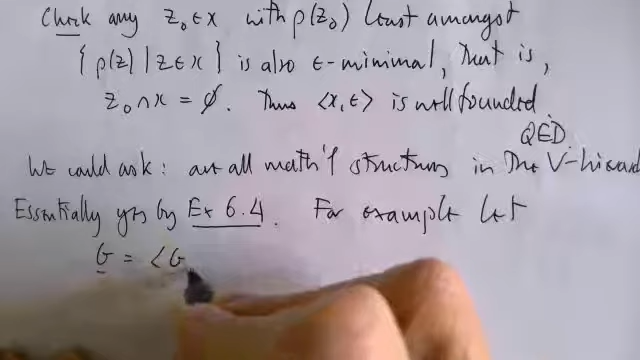 Check any z₀ ∈ x with ρ(z₀) least amongst
{ρ(z) | z ∈ x} is also ∈-minimal, that is,
z₀ ∩ x = ∅. Thus ⟨x, ∈⟩ is wellfounded.
QED.
We could ask: are all math'l structures in the V-hierar
Essentially yes by Ex 6.4. For example let
G = ⟨G